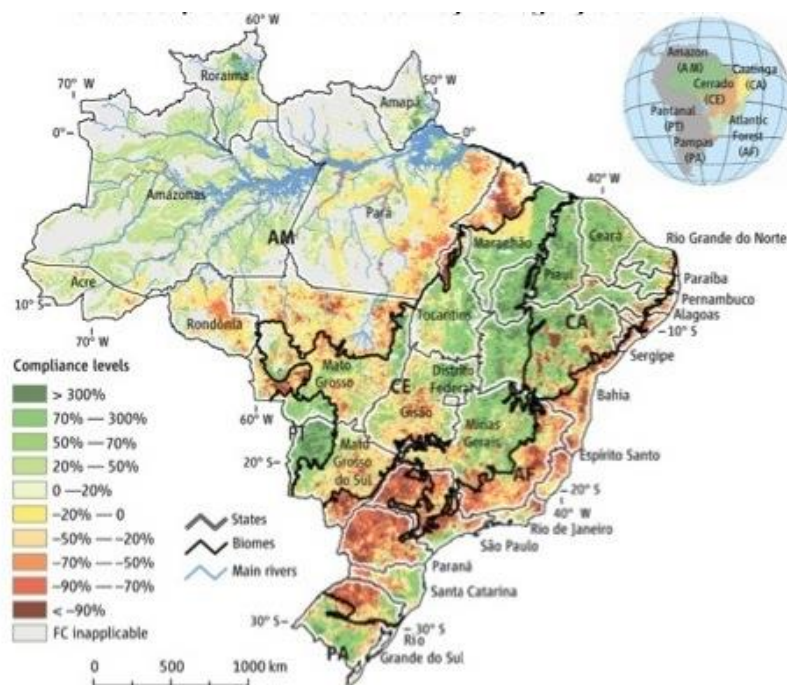 60° W
70° W
Roraima
50° W
Amapá
0°
0°
Amazonas
Pará
AM
Acre
10° S
70° W
Rondônia
Maranhão
40° W
Ceará
Rio Grande do Norte
Piauí
Paraíba
Pernambuco
Alagoas
10° S
CA
Sergipe
Tocantins
Mato
Grosso
CE
Distrito
Federal
Bahia
60° W
Gisão
Minas
Gerais
PT
20° S
Mato
Grosso
do Sul
AF
Espírito Santo
20° S
40° W
Rio de Janeiro
São Paulo
Paraná
Santa Catarina
30° S
30° S
Rio
Grande do Sul
PA
Amazon
(AM)
Caatinga
(CA)
Cerrado
(CE)
Pantanal
(PT)
Atlantic
Forest
(AF)
Pampas
(PA)
Compliance levels
> 300%
70% — 300%
50% — 70%
20% — 50%
0 —20%
–20% — 0
–50% — –20%
–70% — –50%
–90% — –70%
< –90%
FC inapplicable
States
Biomes
Main rivers
0 500 1000 km